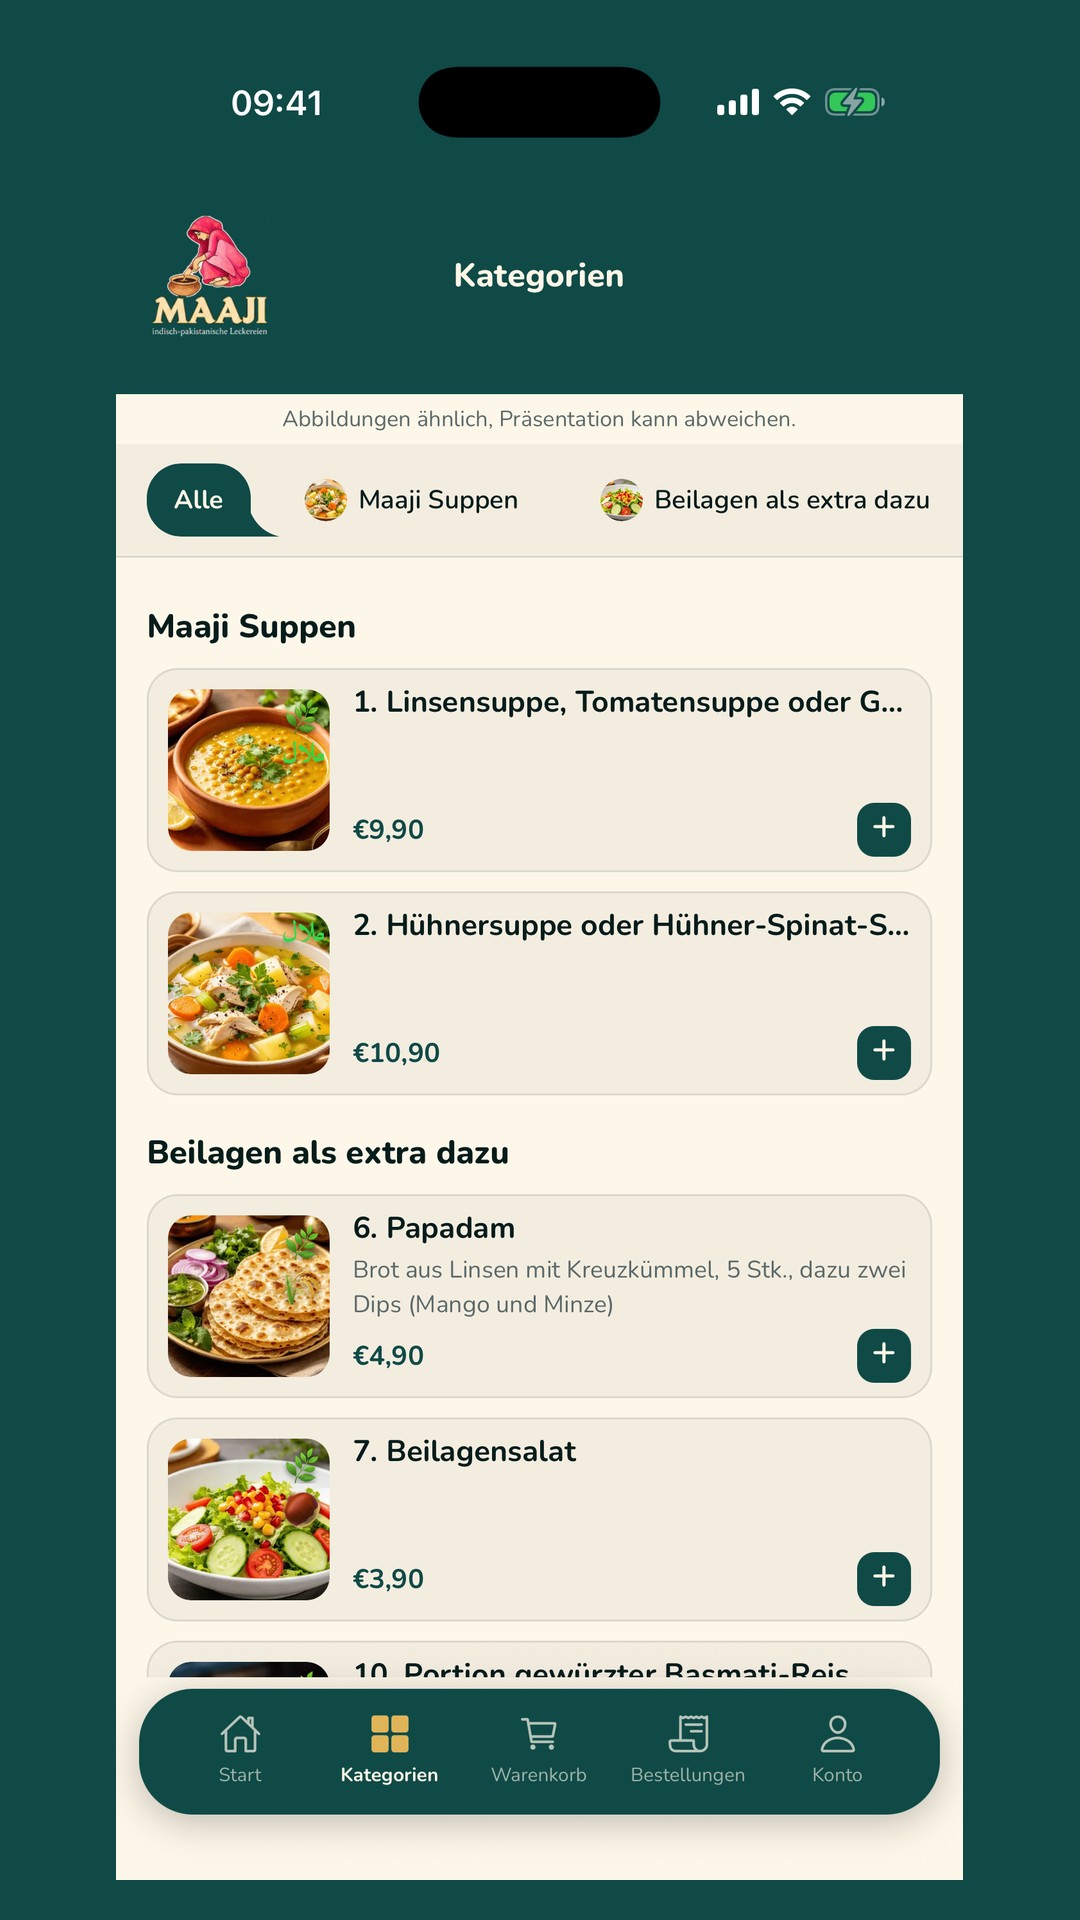 09:41
MAAJI
indisch-pakistanische Leckereien
Kategorien
Abbildungen ähnlich, Präsentation kann abweichen.
Alle
Maaji Suppen
Beilagen als extra dazu
Maaji Suppen
1. Linsensuppe, Tomatensuppe oder G...
حلال
€9,90
2. Hühnersuppe oder Hühner-Spinat-S...
حلال
€10,90
Beilagen als extra dazu
6. Papadam
Brot aus Linsen mit Kreuzkümmel, 5 Stk., dazu zwei
Dips (Mango und Minze)
€4,90
7. Beilagensalat
€3,90
10. Portion gewürzter Basmati-Reis
Start
Kategorien
Warenkorb
Bestellungen
Konto